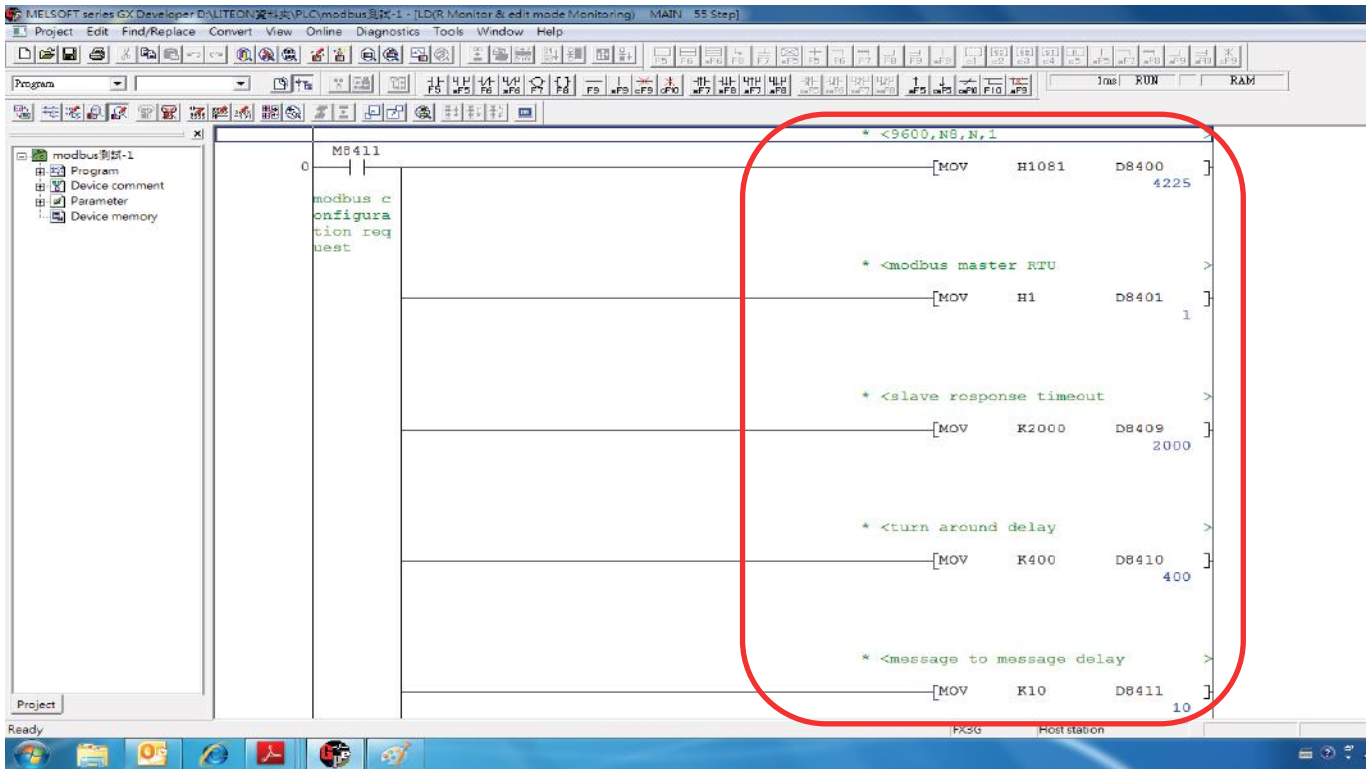 MELSOFT series GX Developer D:\LITEON資料夾\PLC\modbus測試-1 - [LD(R Monitor & edit mode Monitoring) MAIN 55 Step]
Project Edit Find/Replace Convert View Online Diagnostics Tools Window Help
Program
1ms RUN RAM
modbus測試-1
Program
Device comment
Parameter
Device memory
* <9600,N8,N,1 >
M8411
0
[MOV H1081 D8400 ]
4225
modbus c
onfigura
tion req
uest
* <modbus master RTU >
[MOV H1 D8401 ]
1
* <slave rosponse timeout >
[MOV K2000 D8409 ]
2000
* <turn around delay >
[MOV K400 D8410 ]
400
* <message to message delay >
[MOV K10 D8411 ]
10
Project
Ready
FX3G
Host station